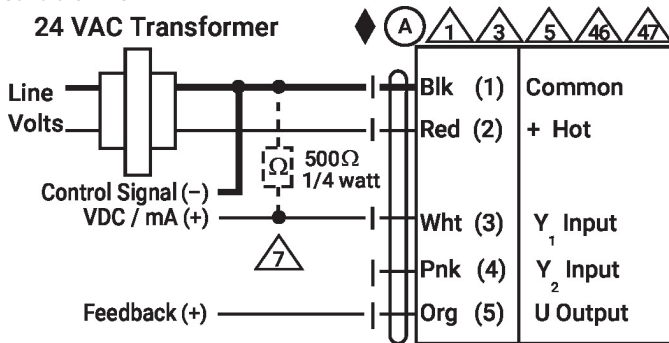 24 VAC Transformer
A 1 3 5 46 47
Line
Volts
Blk (1) Common
Red (2) + Hot
Ω 500Ω
1/4 watt
Control Signal (−)
VDC / mA (+)
Wht (3) Y1 Input
7
Pnk (4) Y2 Input
Feedback (+)
Org (5) U Output